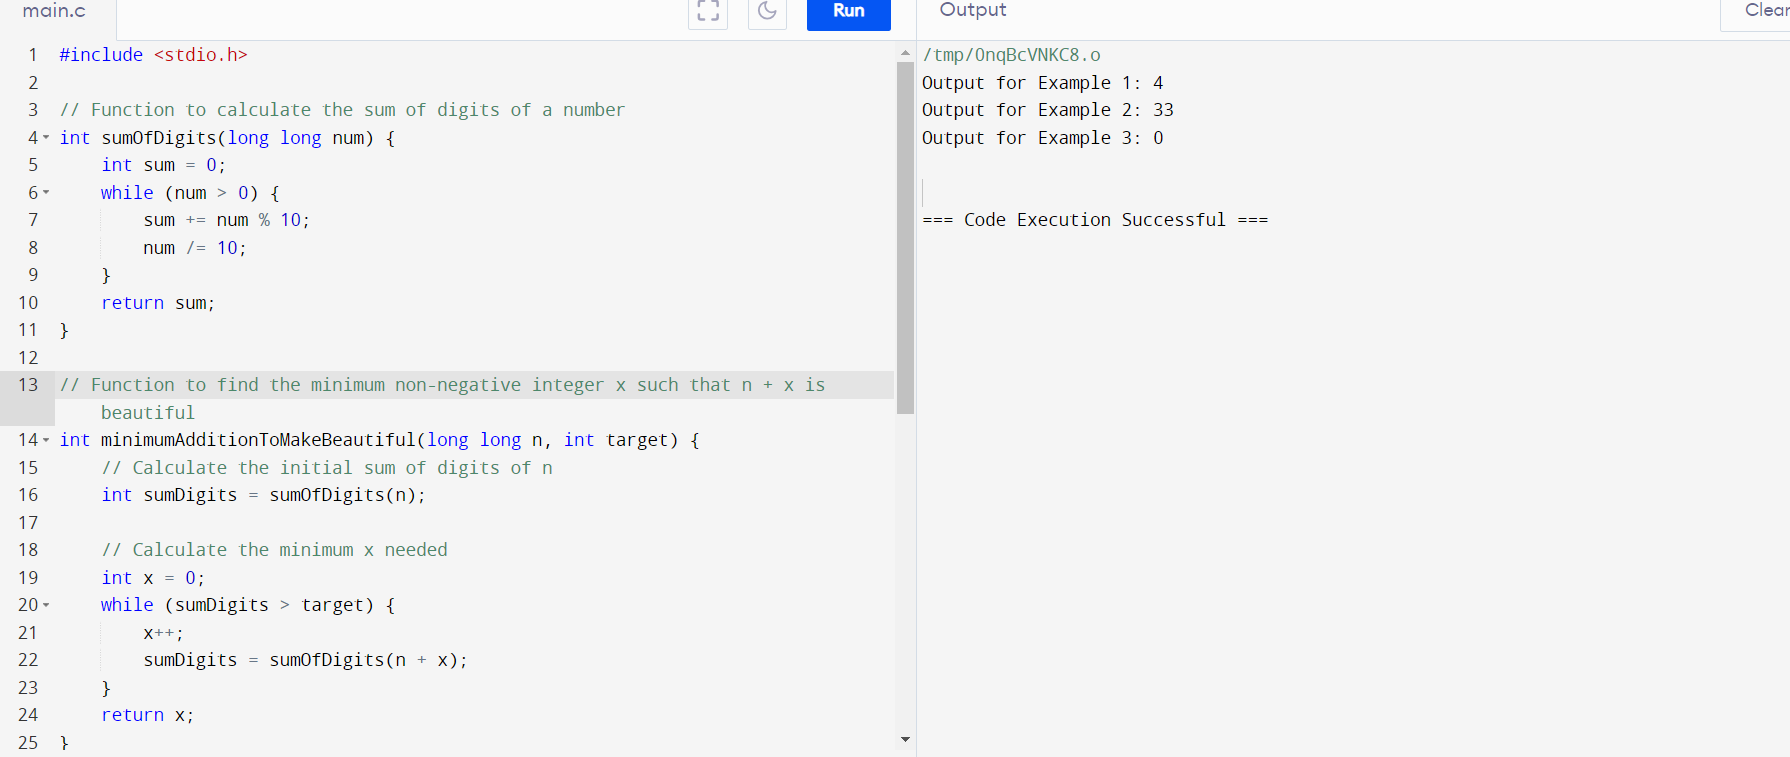 main.c
Run
Output
Clear
1 #include <stdio.h>
2
3 // Function to calculate the sum of digits of a number
4 int sumOfDigits(long long num) {
5     int sum = 0;
6     while (num > 0) {
7         sum += num % 10;
8         num /= 10;
9     }
10     return sum;
11 }
12
13 // Function to find the minimum non-negative integer x such that n + x is
beautiful
14 int minimumAdditionToMakeBeautiful(long long n, int target) {
15     // Calculate the initial sum of digits of n
16     int sumDigits = sumOfDigits(n);
17
18     // Calculate the minimum x needed
19     int x = 0;
20     while (sumDigits > target) {
21         x++;
22         sumDigits = sumOfDigits(n + x);
23     }
24     return x;
25 }
/tmp/0nqBcVNKC8.o
Output for Example 1: 4
Output for Example 2: 33
Output for Example 3: 0
=== Code Execution Successful ===